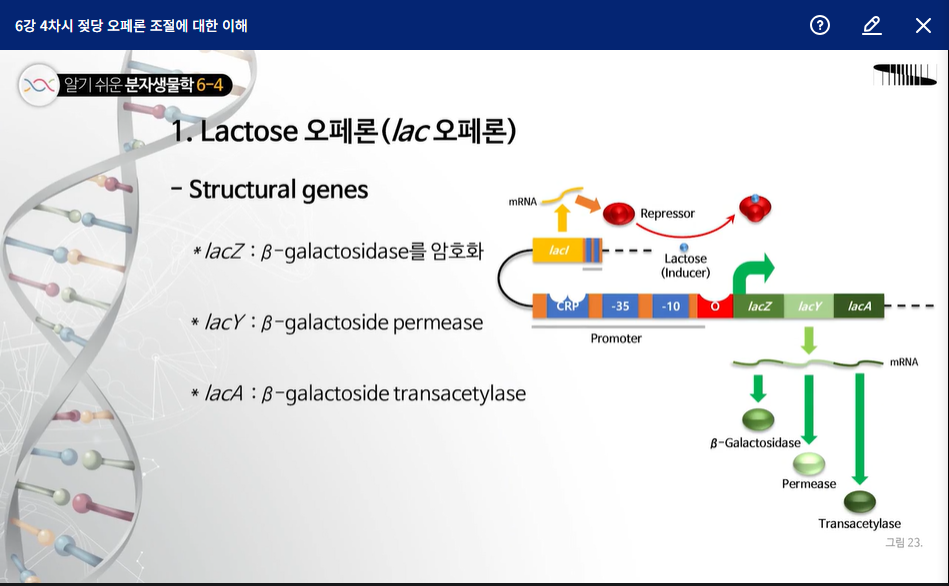 6강 4차시 젖당 오페론 조절에 대한 이해
알기 쉬운 분자생물학 6-4
1. Lactose 오페론(lac 오페론)
- Structural genes
* lacZ : β-galactosidase를 암호화
* lacY : β-galactoside permease
* lacA : β-galactoside transacetylase
mRNA
Repressor
lacI
Lactose
(Inducer)
CRP
-35
-10
O
lacZ
lacY
lacA
Promoter
mRNA
β-Galactosidase
Permease
Transacetylase
그림 23.